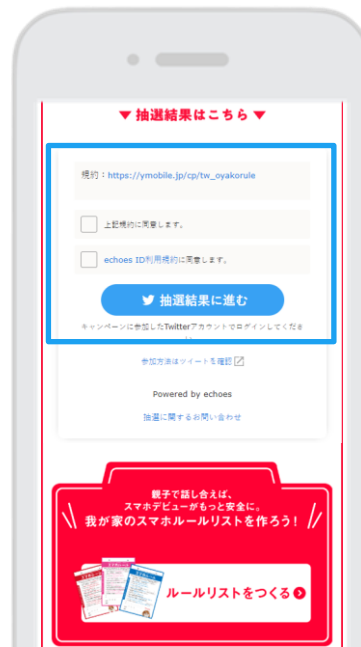 ▼ 抽選結果はこちら ▼
規約：https://ymobile.jp/cp/tw_oyakorule
上記規約に同意します。
echoes ID利用規約に同意します。
抽選結果に進む
キャンペーンに参加したTwitterアカウントでログインしてくださ
参加方法はツイートを確認
Powered by echoes
抽選に関するお問い合わせ
親子で話し合えば、
スマホデビューがもっと安全に。
我が家のスマホルールリストを作ろう！
ルールリストをつくる